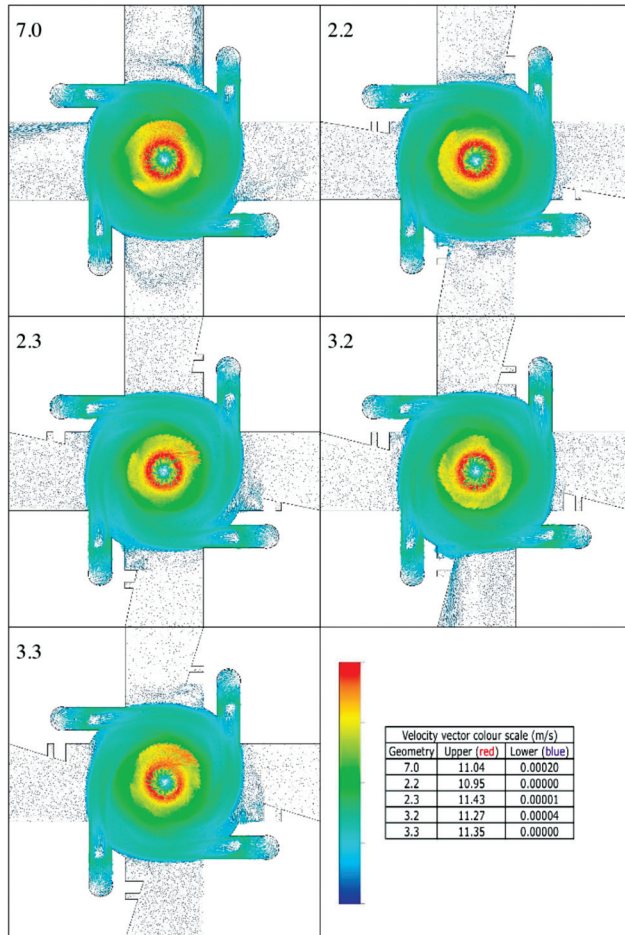 7.0
2.2
2.3
3.2
3.3
Velocity vector colour scale (m/s)
Geometry Upper (red) Lower (blue)
7.0 11.04 0.00020
2.2 10.95 0.00000
2.3 11.43 0.00001
3.2 11.27 0.00004
3.3 11.35 0.00000